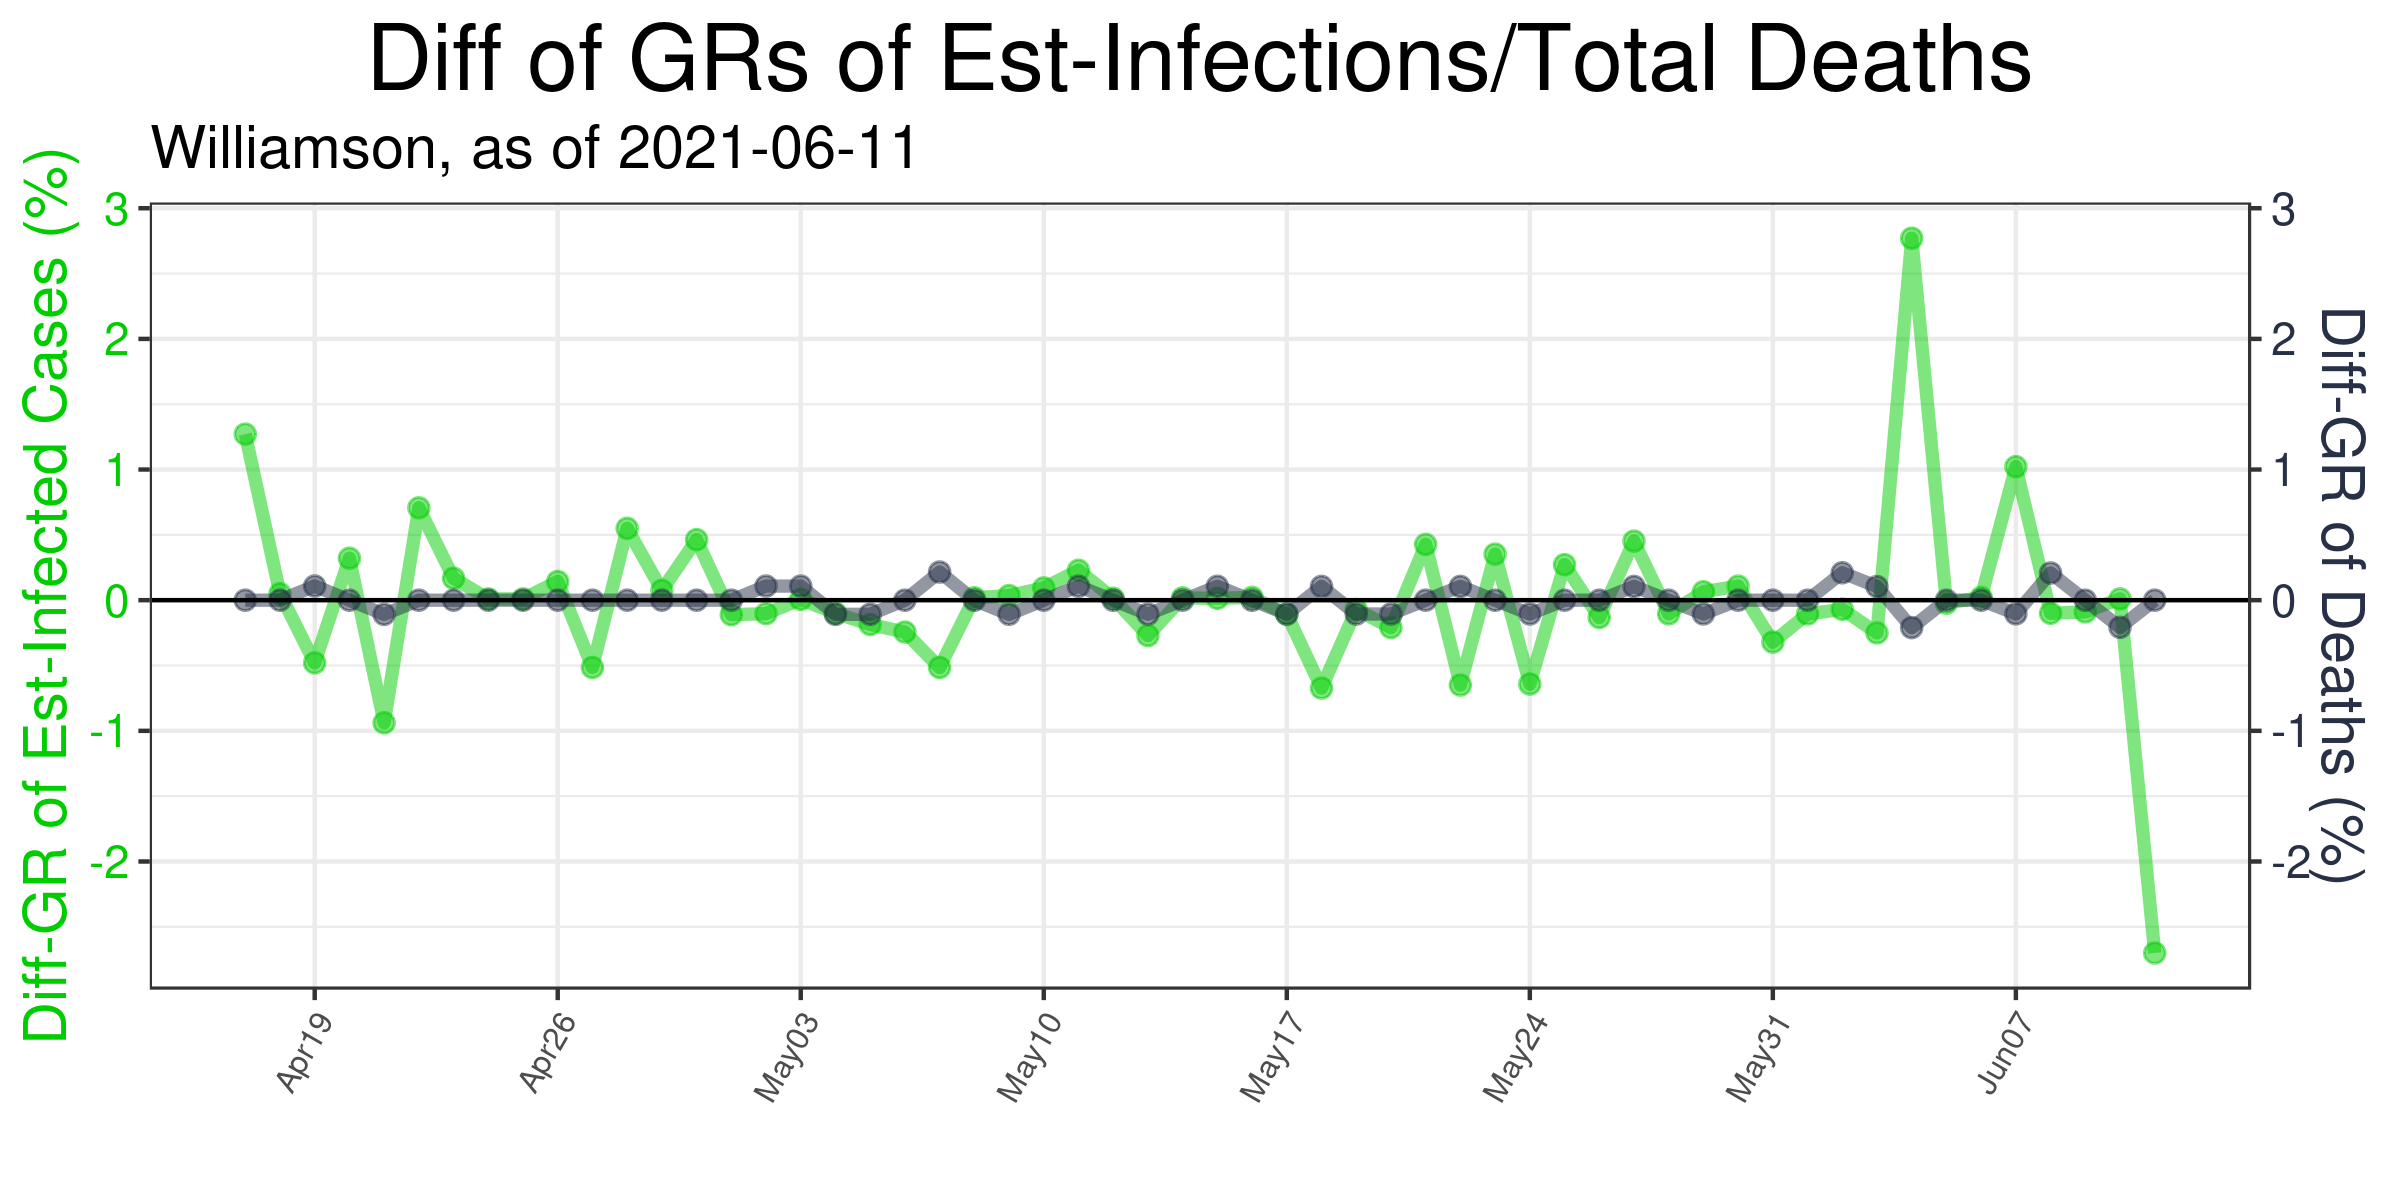 Diff of GRs of Est-Infections/Total Deaths
Williamson, as of 2021-06-11
Diff-GR of Est-Infected Cases (%)
3
2
1
0
-1
-2
3
2
1
0
-1
-2
Diff-GR of Deaths (%)
Apr19
Apr26
May03
May10
May17
May24
May31
Jun07